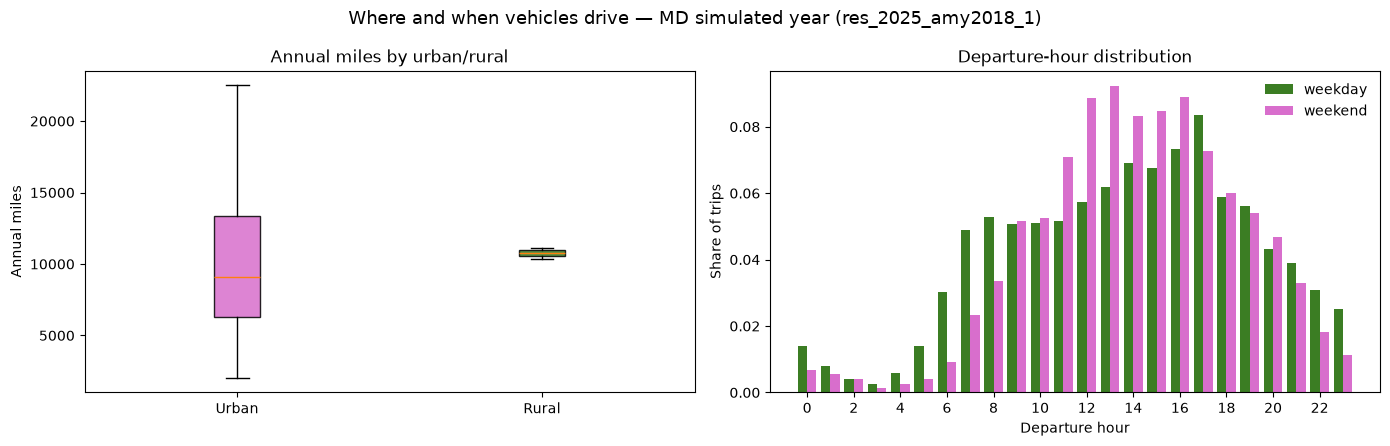 Where and when vehicles drive — MD simulated year (res_2025_amy2018_1)
Annual miles by urban/rural
Annual miles
20000
15000
10000
5000
Urban Rural
Departure-hour distribution
weekday
weekend
Share of trips
0.08
0.06
0.04
0.02
0.00
0 2 4 6 8 10 12 14 16 18 20 22
Departure hour